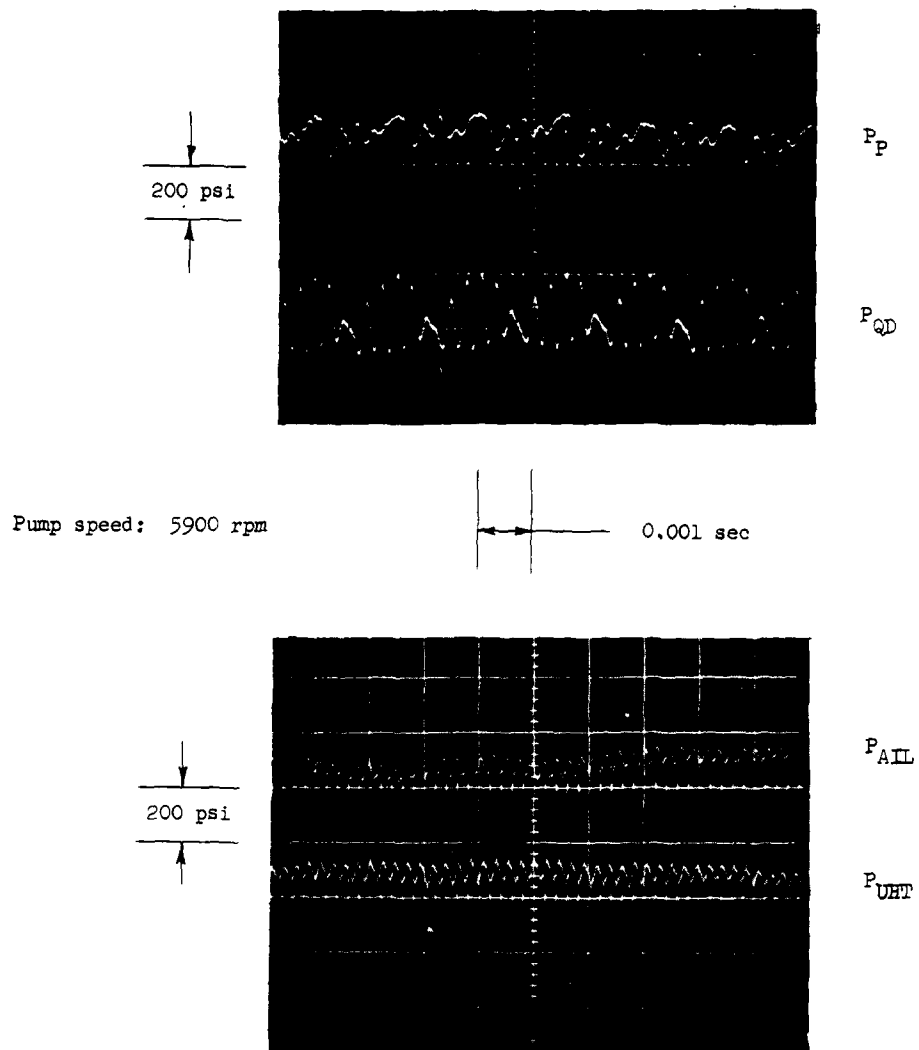 P_P
200 psi
P_QD
Pump speed: 5900 rpm
0.001 sec
P_AIL
200 psi
P_UHT